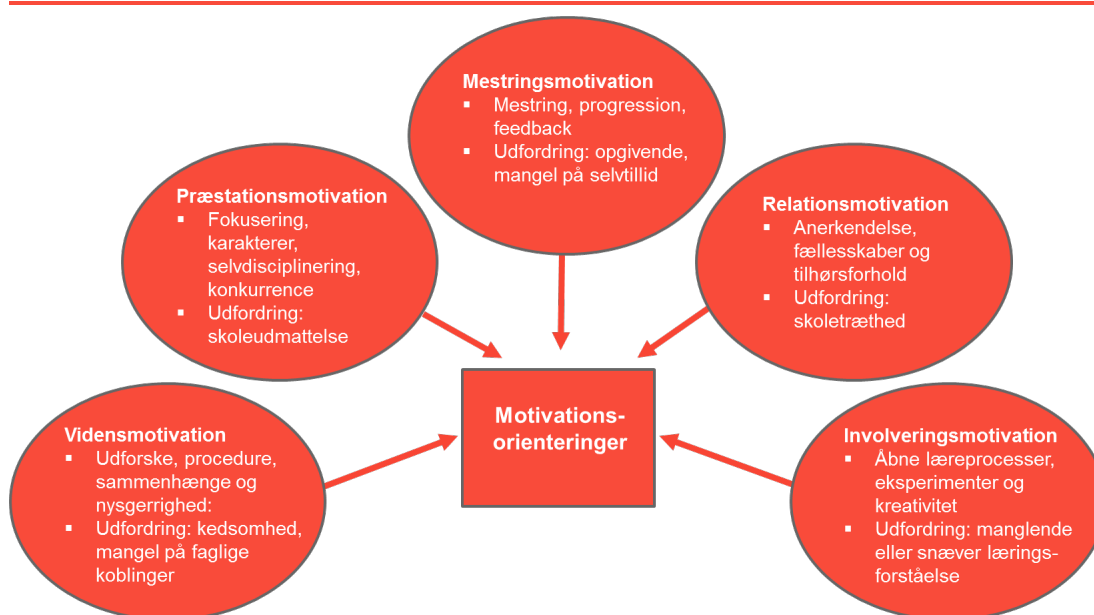 Mestringsmotivation
▪ Mestring, progression,
feedback
▪ Udfordring: opgivende,
mangel på selvtillid
Præstationsmotivation
▪ Fokusering,
karakterer,
selvdisciplinering,
konkurrence
▪ Udfordring:
skoleudmattelse
Relationsmotivation
▪ Anerkendelse,
fællesskaber og
tilhørsforhold
▪ Udfordring:
skoletræthed
Vidensmotivation
▪ Udforske, procedure,
sammenhænge og
nysgerrighed:
▪ Udfordring: kedsomhed,
mangel på faglige
koblinger
Motivations-
orienteringer
Involveringsmotivation
▪ Åbne læreprocesser,
eksperimenter og
kreativitet
▪ Udfordring: manglende
eller snæver lærings-
forståelse